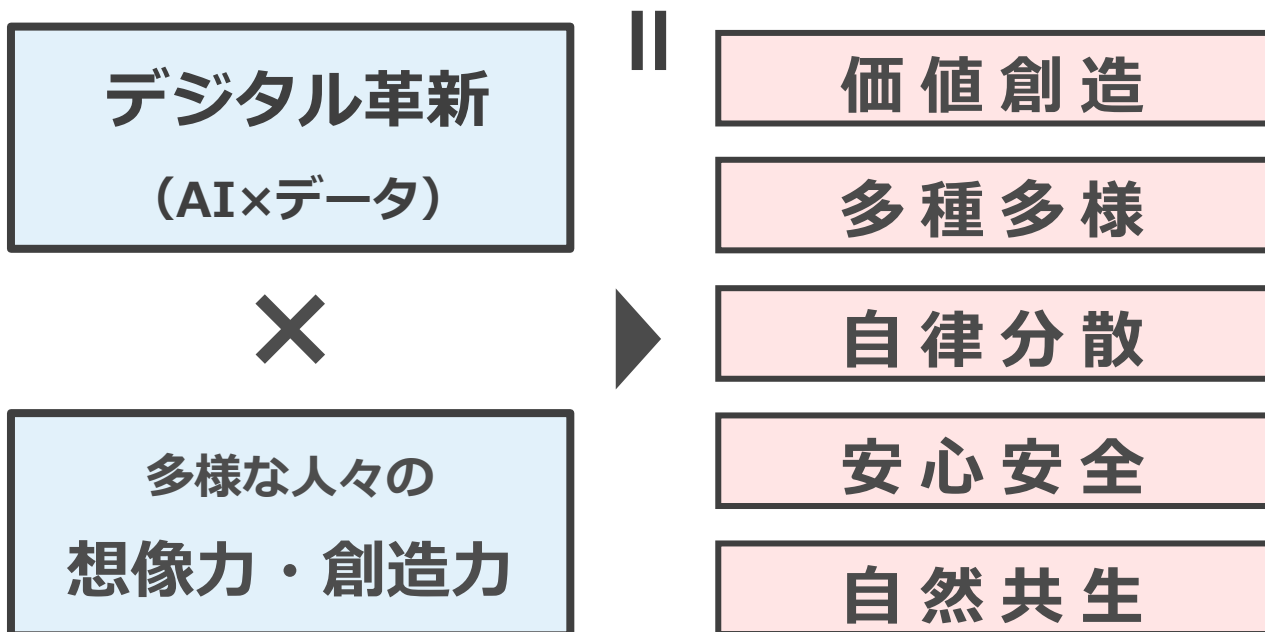 デジタル革新
（AI×データ）
×
多様な人々の
想像力・創造力
価値創造
多種多様
自律分散
安心安全
自然共生